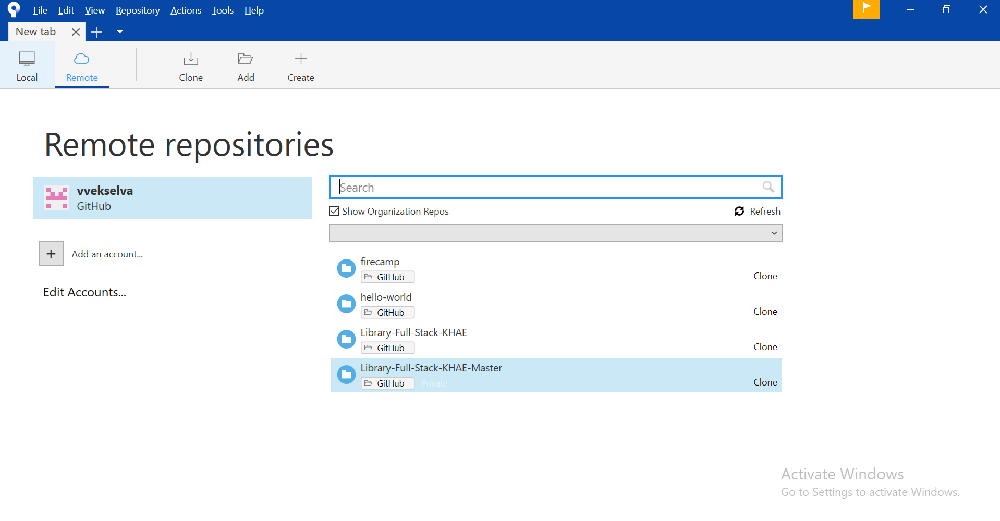 File Edit View Repository Actions Tools Help
New tab
Local Remote Clone Add Create
Remote repositories
vvekselva
GitHub
Search
Show Organization Repos Refresh
Add an account...
Edit Accounts...
firecamp
GitHub Clone
hello-world
GitHub Clone
Library-Full-Stack-KHAE
GitHub Clone
Library-Full-Stack-KHAE-Master
GitHub Private Clone
Activate Windows
Go to Settings to activate Windows.